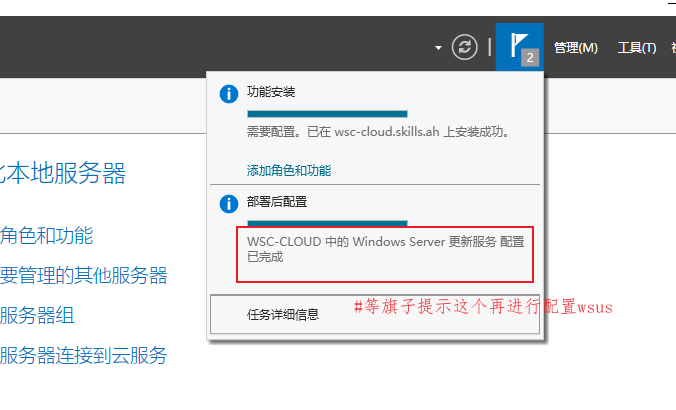 2
管理(M)
工具(T)
功能安装
需要配置。已在 wsc-cloud.skills.ah 上安装成功。
本地服务器
添加角色和功能
部署后配置
角色和功能
WSC-CLOUD 中的 Windows Server 更新服务 配置
已完成
要管理的其他服务器
任务详细信息
#等旗子提示这个再进行配置wsus
服务器组
服务器连接到云服务